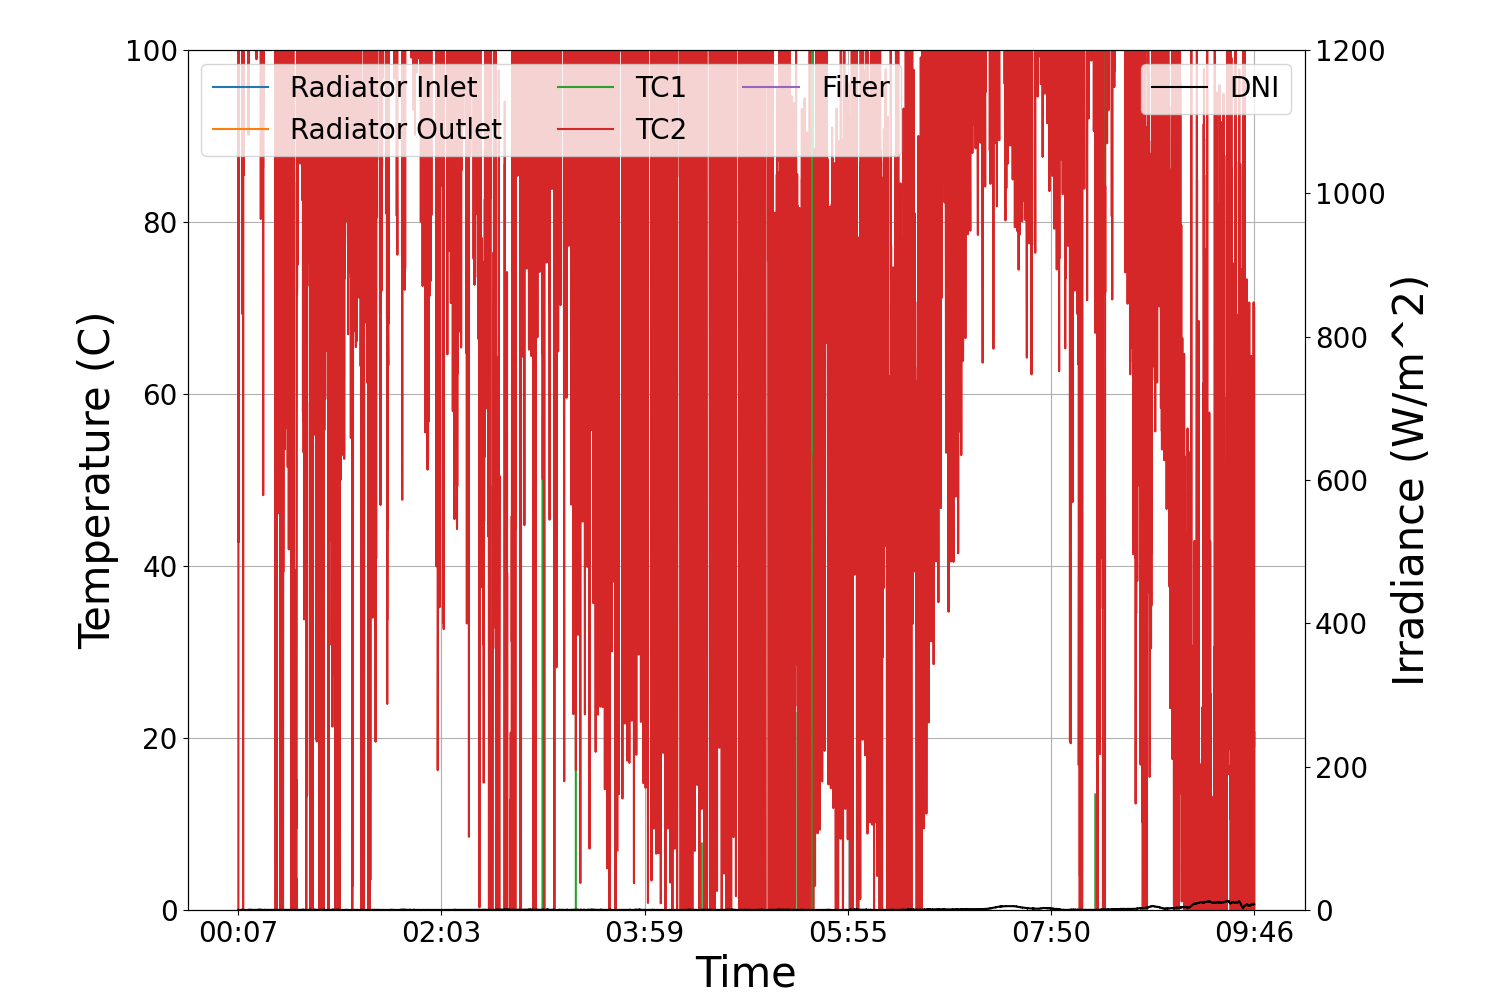 Radiator Inlet
Radiator Outlet
TC1
TC2
Filter
DNI
100
80
60
40
20
0
Temperature (C)
1200
1000
800
600
400
200
0
Irradiance (W/m^2)
00:07 02:03 03:59 05:55 07:50 09:46
Time